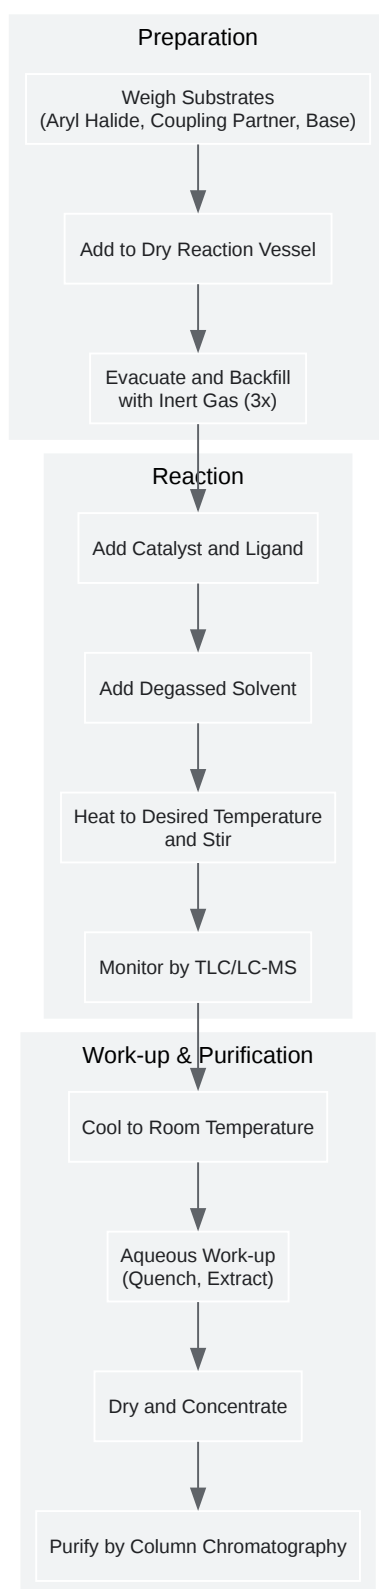 Preparation
Weigh Substrates
(Aryl Halide, Coupling Partner, Base)
Add to Dry Reaction Vessel
Evacuate and Backfill
with Inert Gas (3x)
Reaction
Add Catalyst and Ligand
Add Degassed Solvent
Heat to Desired Temperature
and Stir
Monitor by TLC/LC-MS
Work-up & Purification
Cool to Room Temperature
Aqueous Work-up
(Quench, Extract)
Dry and Concentrate
Purify by Column Chromatography